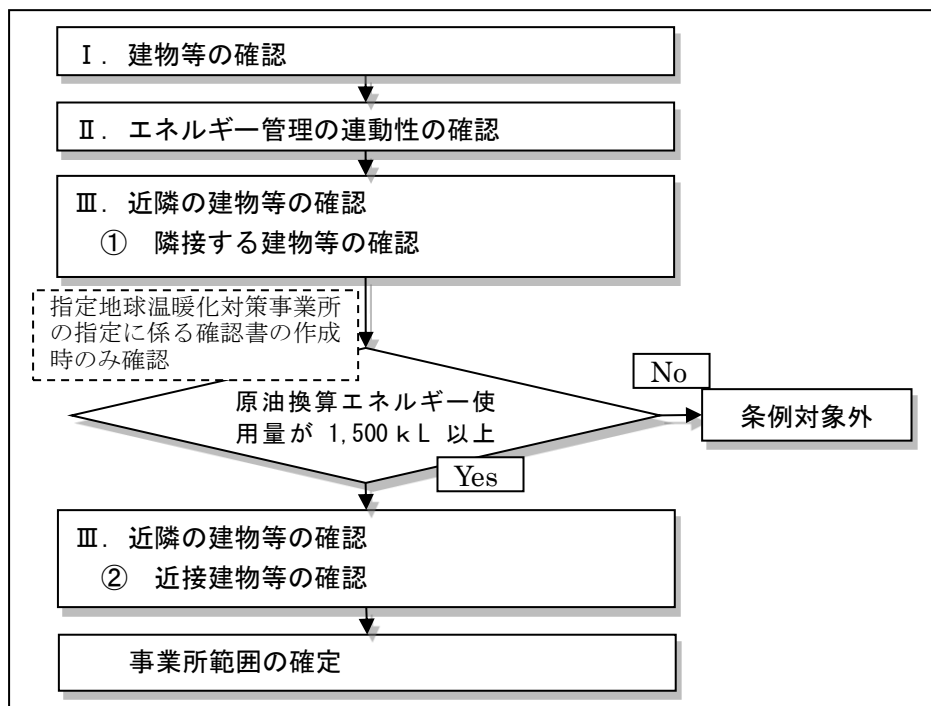 Ⅰ．建物等の確認
Ⅱ．エネルギー管理の連動性の確認
Ⅲ．近隣の建物等の確認
① 隣接する建物等の確認
指定地球温暖化対策事業所
の指定に係る確認書の作成
時のみ確認
原油換算エネルギー使
用量が 1,500ｋL 以上
No
条例対象外
Yes
Ⅲ．近隣の建物等の確認
② 近接建物等の確認
事業所範囲の確定